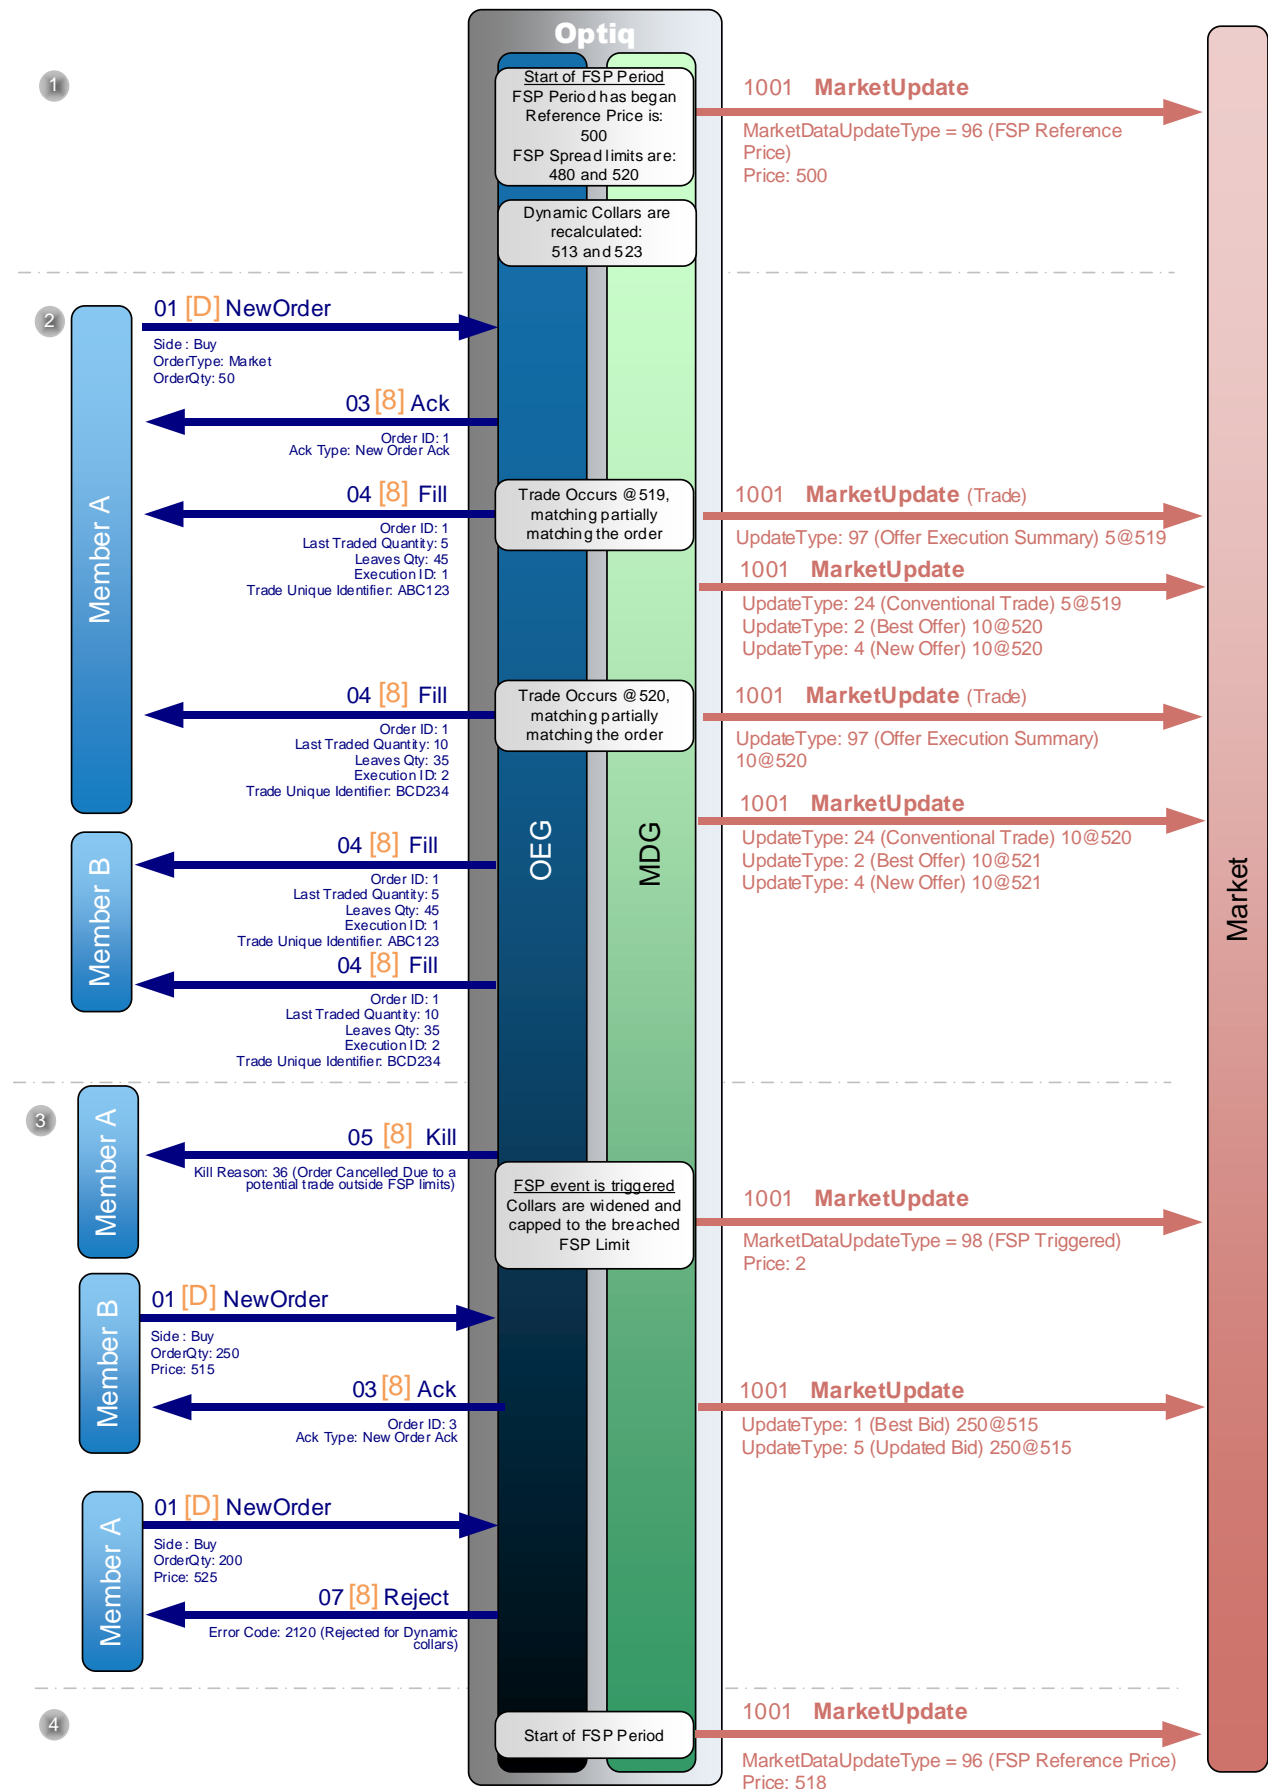 Optiq
1
Start of FSP Period
FSP Period has began
Reference Price is:
500
FSP Spread limits are:
480 and 520
1001 MarketUpdate
MarketDataUpdateType = 96 (FSP Reference
Price)
Price: 500
Dynamic Collars are
recalculated:
513 and 523
2
01 [D] NewOrder
Side : Buy
OrderType: Market
OrderQty: 50
03 [8] Ack
Order ID: 1
Ack Type: New Order Ack
Member A
04 [8] Fill
Order ID: 1
Last Traded Quantity: 5
Leaves Qty: 45
Execution ID: 1
Trade Unique Identifier: ABC123
Trade Occurs @519,
matching partially
matching the order
1001 MarketUpdate (Trade)
UpdateType: 97 (Offer Execution Summary) 5@519
1001 MarketUpdate
UpdateType: 24 (Conventional Trade) 5@519
UpdateType: 2 (Best Offer) 10@520
UpdateType: 4 (New Offer) 10@520
04 [8] Fill
Order ID: 1
Last Traded Quantity: 10
Leaves Qty: 35
Execution ID: 2
Trade Unique Identifier: BCD234
Trade Occurs @520,
matching partially
matching the order
1001 MarketUpdate (Trade)
UpdateType: 97 (Offer Execution Summary)
10@520
1001 MarketUpdate
UpdateType: 24 (Conventional Trade) 10@520
UpdateType: 2 (Best Offer) 10@521
UpdateType: 4 (New Offer) 10@521
OEG
MDG
Market
Member B
04 [8] Fill
Order ID: 1
Last Traded Quantity: 5
Leaves Qty: 45
Execution ID: 1
Trade Unique Identifier: ABC123
04 [8] Fill
Order ID: 1
Last Traded Quantity: 10
Leaves Qty: 35
Execution ID: 2
Trade Unique Identifier: BCD234
3
Member A
05 [8] Kill
Kill Reason: 36 (Order Cancelled Due to a
potential trade outside FSP limits)
FSP event is triggered
Collars are widened and
capped to the breached
FSP Limit
1001 MarketUpdate
MarketDataUpdateType = 98 (FSP Triggered)
Price: 2
Member B
01 [D] NewOrder
Side : Buy
OrderQty: 250
Price: 515
03 [8] Ack
Order ID: 3
Ack Type: New Order Ack
1001 MarketUpdate
UpdateType: 1 (Best Bid) 250@515
UpdateType: 5 (Updated Bid) 250@515
Member A
01 [D] NewOrder
Side : Buy
OrderQty: 200
Price: 525
07 [8] Reject
Error Code: 2120 (Rejected for Dynamic
collars)
4
Start of FSP Period
1001 MarketUpdate
MarketDataUpdateType = 96 (FSP Reference Price)
Price: 518